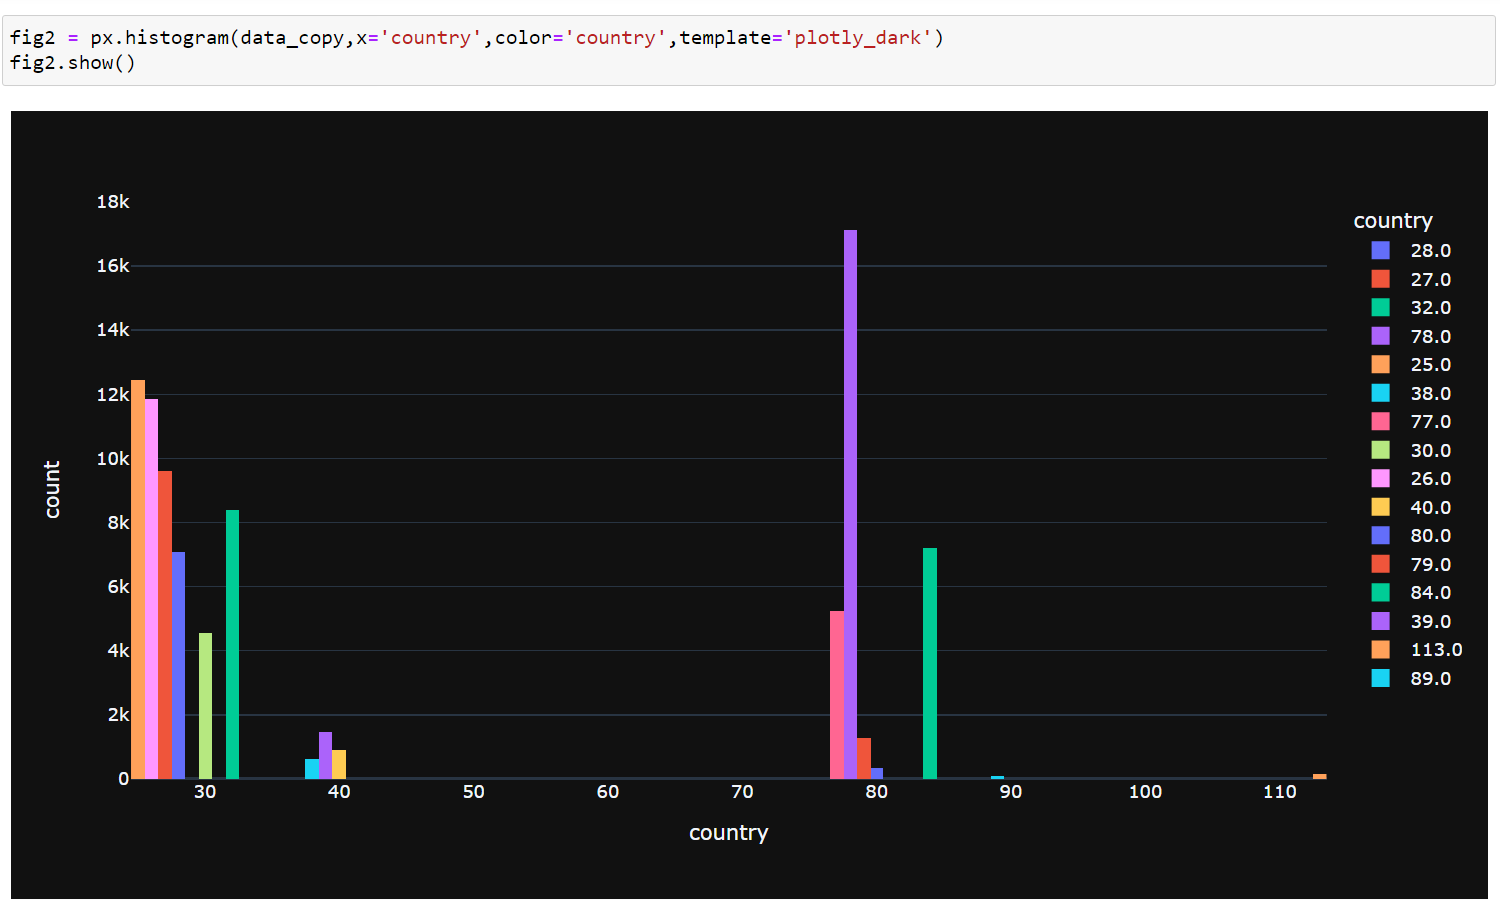 fig2 = px.histogram(data_copy,x='country',color='country',template='plotly_dark')
fig2.show()
18k
16k
14k
12k
10k
8k
6k
4k
2k
0
count
30 40 50 60 70 80 90 100 110
country
country
28.0
27.0
32.0
78.0
25.0
38.0
77.0
30.0
26.0
40.0
80.0
79.0
84.0
39.0
113.0
89.0